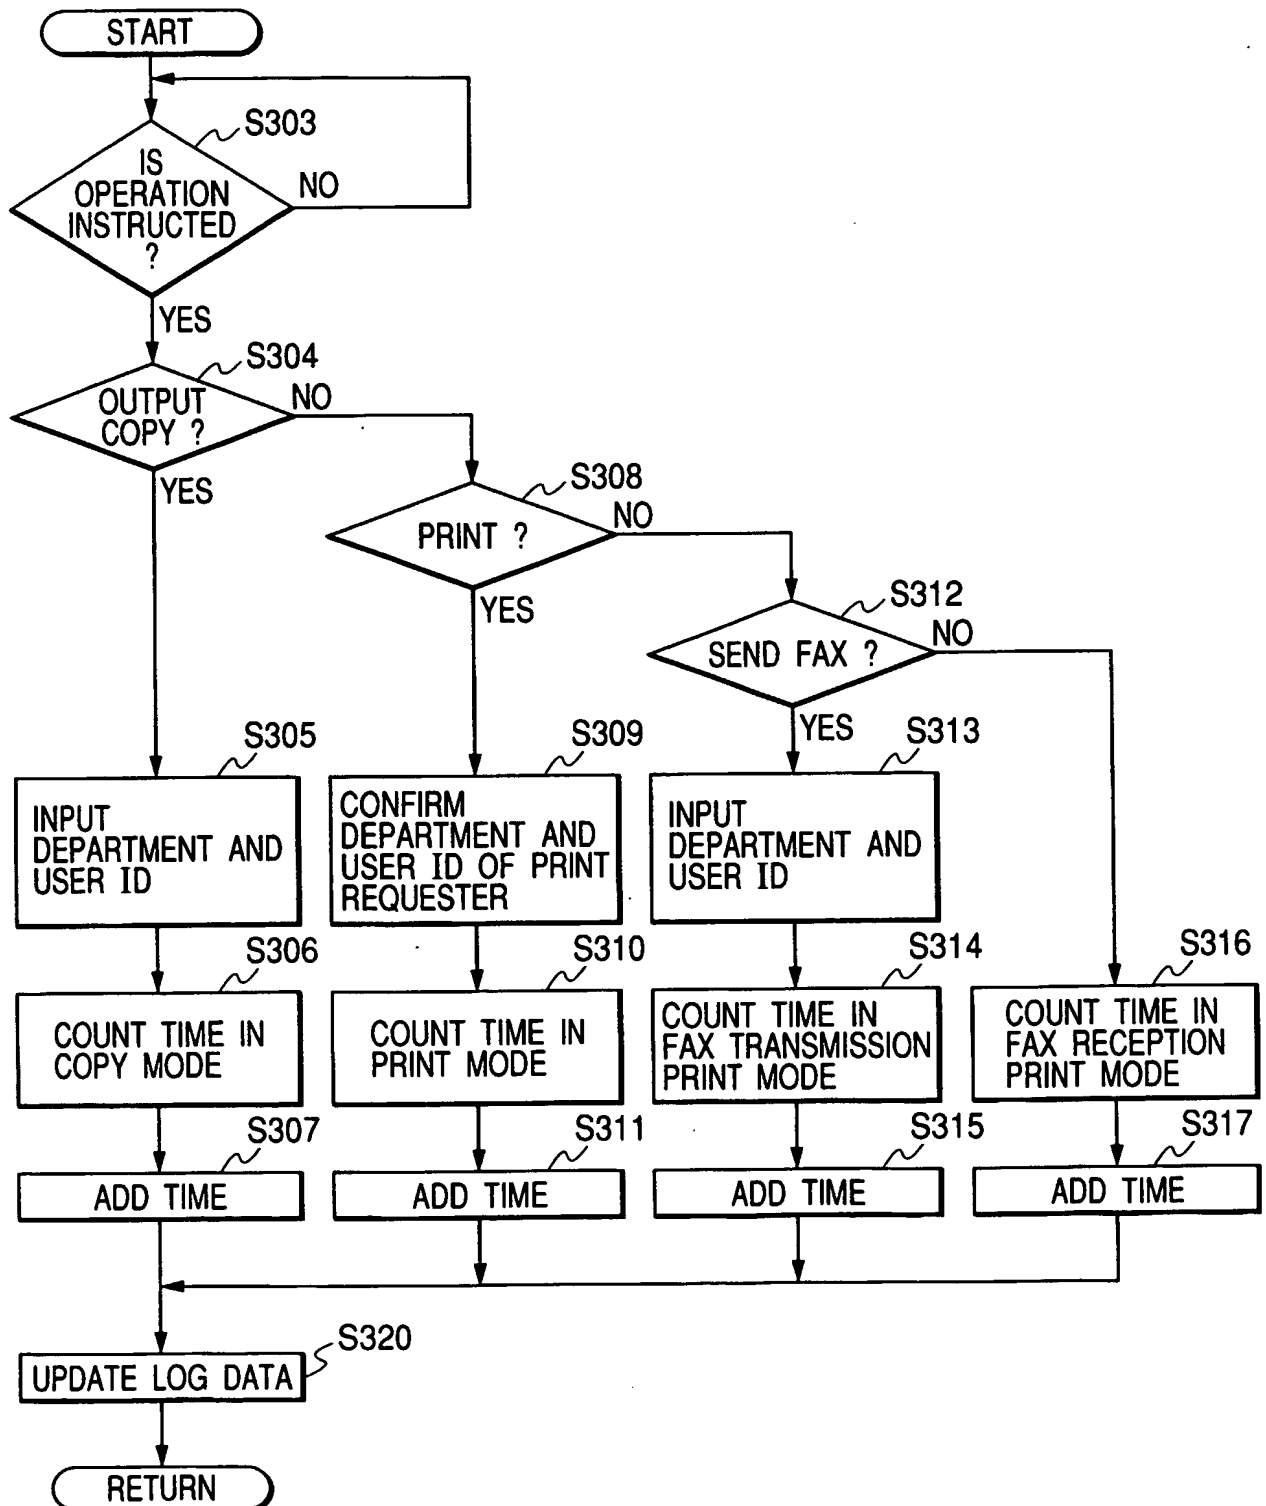 START
S303
IS
OPERATION
INSTRUCTED
?
NO
YES
S304
OUTPUT
COPY ?
NO
YES
S308
PRINT ?
NO
YES
S312
SEND FAX ?
NO
YES
S305
INPUT
DEPARTMENT AND
USER ID
S309
CONFIRM
DEPARTMENT AND
USER ID OF PRINT
REQUESTER
S313
INPUT
DEPARTMENT AND
USER ID
S306
COUNT TIME IN
COPY MODE
S310
COUNT TIME IN
PRINT MODE
S314
COUNT TIME IN
FAX TRANSMISSION
PRINT MODE
S316
COUNT TIME IN
FAX RECEPTION
PRINT MODE
S307
ADD TIME
S311
ADD TIME
S315
ADD TIME
S317
ADD TIME
S320
UPDATE LOG DATA
RETURN